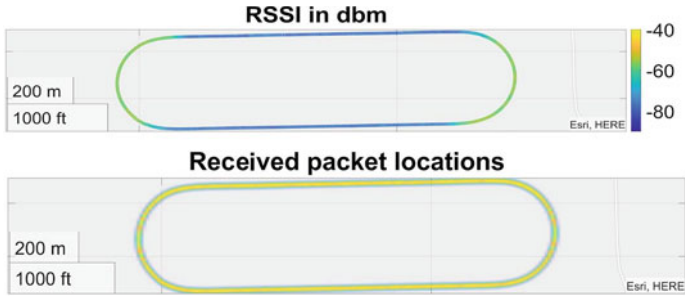 RSSI in dbm
-40
-60
-80
200 m
1000 ft
Esri, HERE
Received packet locations
200 m
1000 ft
Esri, HERE